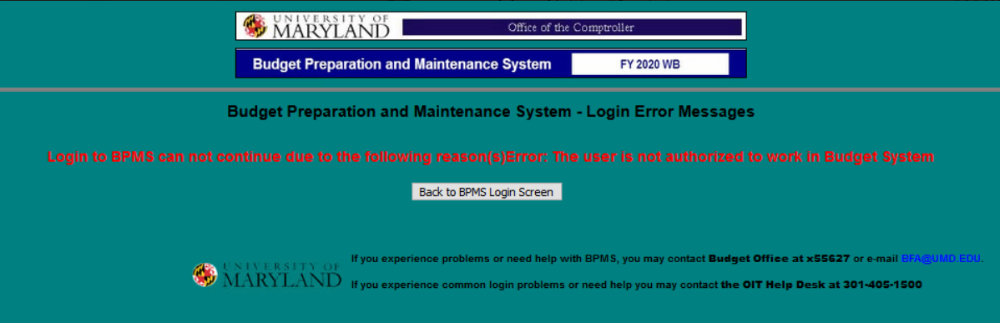 UNIVERSITY OF
MARYLAND
Office of the Comptroller
Budget Preparation and Maintenance System
FY 2020 WB
Budget Preparation and Maintenance System - Login Error Messages
Login to BPMS can not continue due to the following reason(s)Error: The user is not authorized to work in Budget System
Back to BPMS Login Screen
UNIVERSITY OF
MARYLAND
If you experience problems or need help with BPMS, you may contact Budget Office at x55627 or e-mail BFA@UMD.EDU.
If you experience common login problems or need help you may contact the OIT Help Desk at 301-405-1500